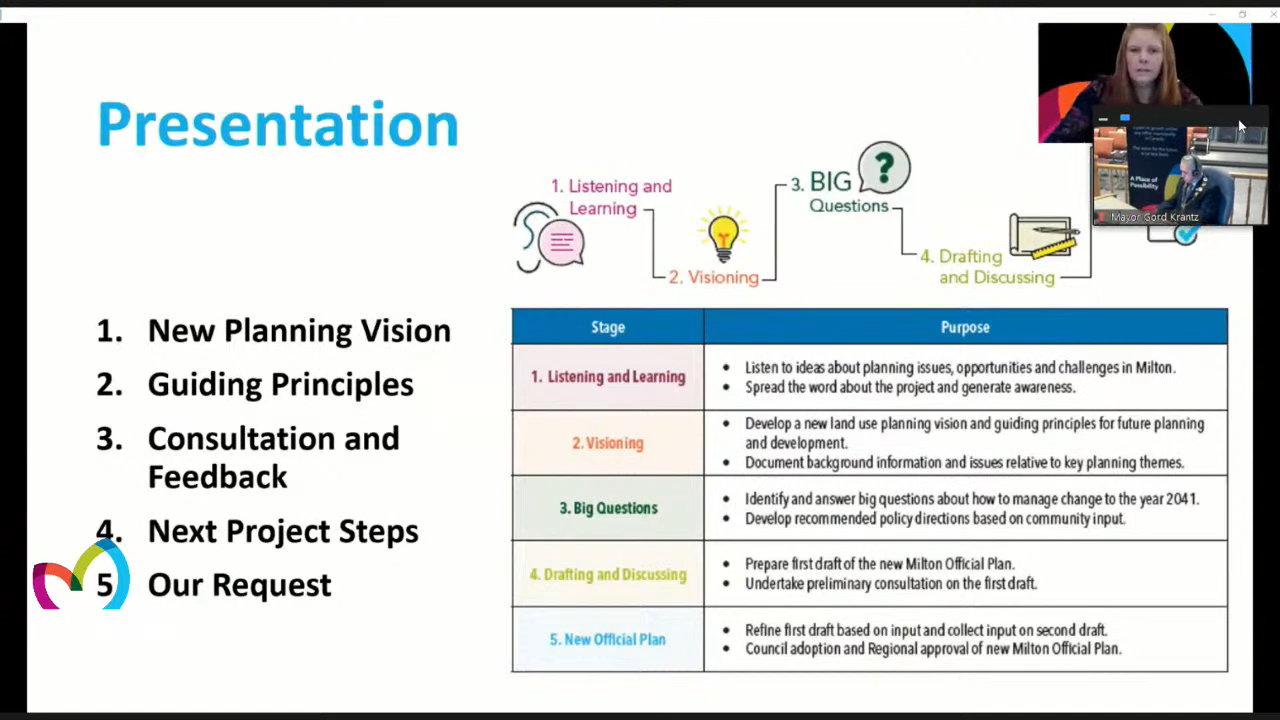 Presentation
1. Listening and
Learning
2. Visioning
3. BIG
Questions
?
4. Drafting
and Discussing
A Place of
Possibility
Mayor Gord Krantz
1. New Planning Vision
2. Guiding Principles
3. Consultation and
Feedback
4. Next Project Steps
5 Our Request
Stage Purpose
1. Listening and Learning
• Listen to ideas about planning issues, opportunities and challenges in Milton.
• Spread the word about the project and generate awareness.
2. Visioning
• Develop a new land use planning vision and guiding principles for future planning
and development.
• Document background information and issues relative to key planning themes.
3. Big Questions
• Identify and answer big questions about how to manage change to the year 2041.
• Develop recommended policy directions based on community input.
4. Drafting and Discussing
• Prepare first draft of the new Milton Official Plan.
• Undertake preliminary consultation on the first draft.
5. New Official Plan
• Refine first draft based on input and collect input on second draft.
• Council adoption and Regional approval of new Milton Official Plan.